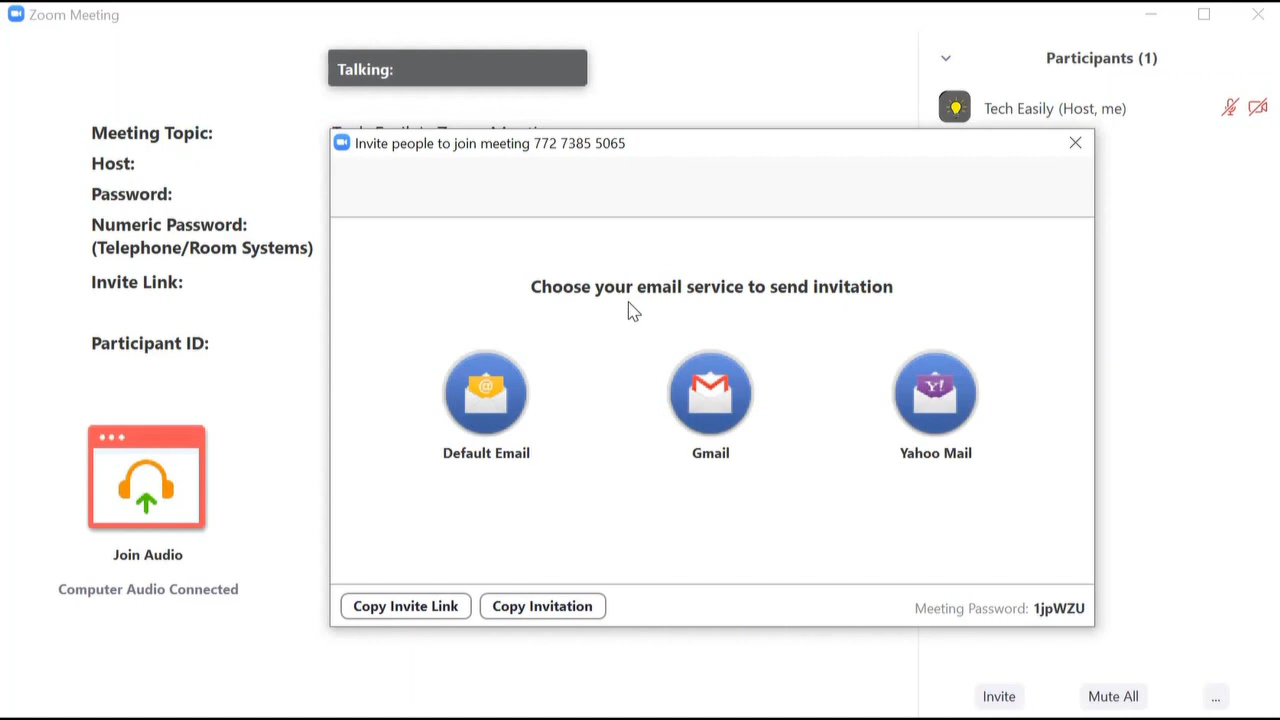 Zoom Meeting
Talking:
Participants (1)
Tech Easily (Host, me)
Meeting Topic:
Host:
Password:
Numeric Password:
(Telephone/Room Systems)
Invite Link:
Participant ID:
Join Audio
Computer Audio Connected
Invite people to join meeting 772 7385 5065
Choose your email service to send invitation
Default Email
Gmail
Yahoo Mail
Copy Invite Link
Copy Invitation
Meeting Password: 1jpWZU
Invite
Mute All
...